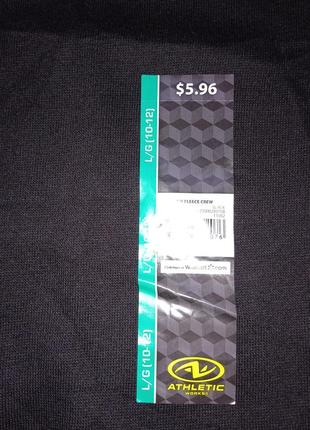 $5.96
L/G (10-12)
FLEECE CREW
BLACK
L/G (10-12)
L/G (10-12)
ATHLETIC
WORKS